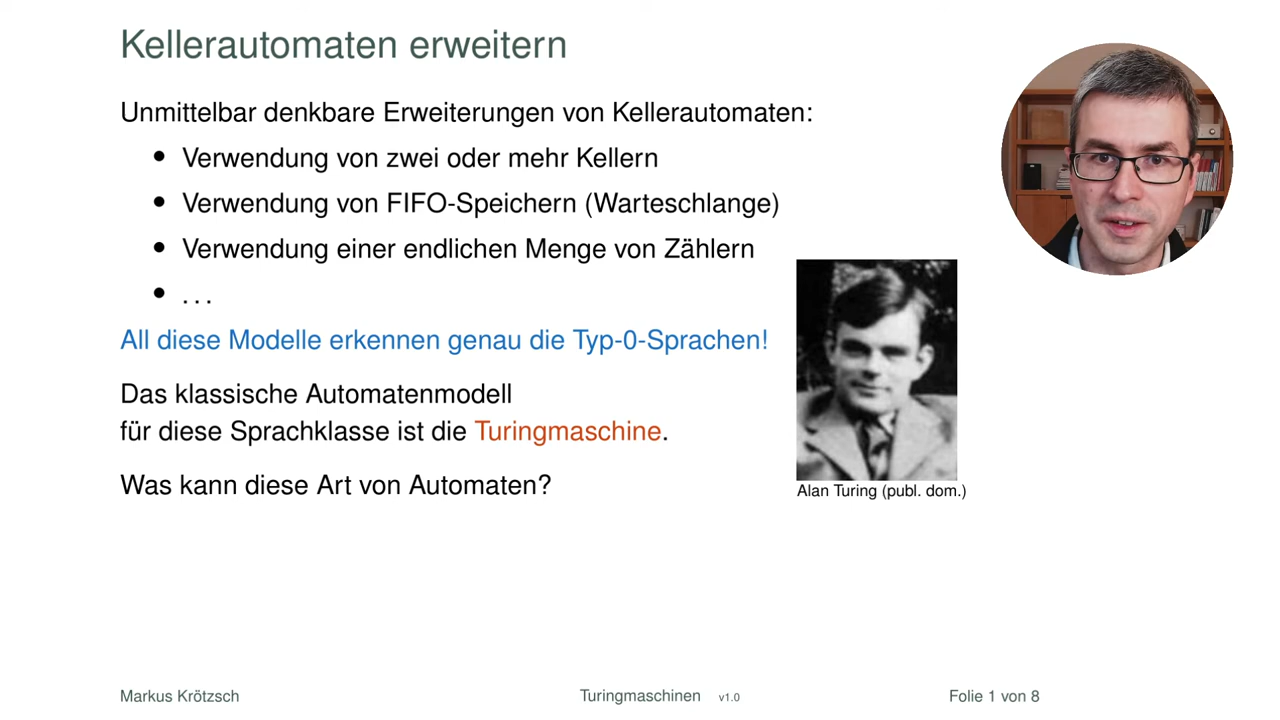 Kellerautomaten erweitern
Unmittelbar denkbare Erweiterungen von Kellerautomaten:
• Verwendung von zwei oder mehr Kellern
• Verwendung von FIFO-Speichern (Warteschlange)
• Verwendung einer endlichen Menge von Zählern
• . . .
All diese Modelle erkennen genau die Typ-0-Sprachen!
Das klassische Automatenmodell
für diese Sprachklasse ist die Turingmaschine.
Was kann diese Art von Automaten?
Alan Turing (publ. dom.)
Markus Krötzsch Turingmaschinen v1.0 Folie 1 von 8